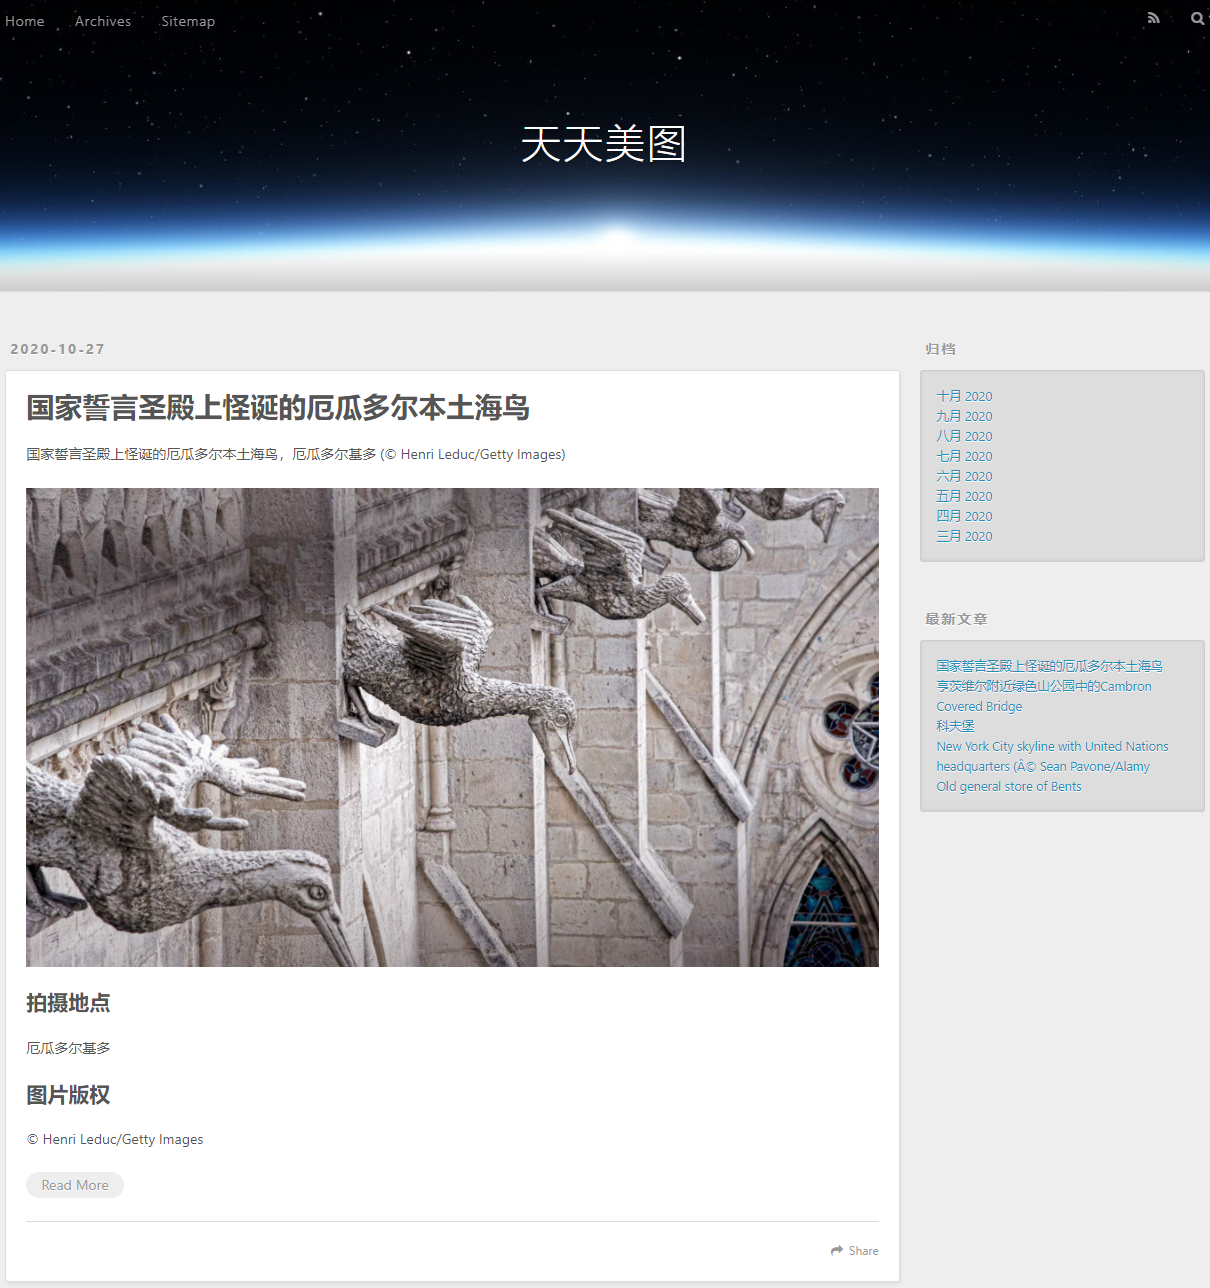 Home Archives Sitemap
天天美图
2020-10-27
国家誓言圣殿上怪诞的厄瓜多尔本土海鸟
国家誓言圣殿上怪诞的厄瓜多尔本土海鸟，厄瓜多尔基多 (© Henri Leduc/Getty Images)
拍摄地点
厄瓜多尔基多
图片版权
© Henri Leduc/Getty Images
Read More
Share
归档
十月 2020
九月 2020
八月 2020
七月 2020
六月 2020
五月 2020
四月 2020
三月 2020
最新文章
国家誓言圣殿上怪诞的厄瓜多尔本土海鸟
亨茨维尔附近绿色山公园中的Cambron
Covered Bridge
科夫堡
New York City skyline with United Nations
headquarters (Â© Sean Pavone/Alamy
Old general store of Bents